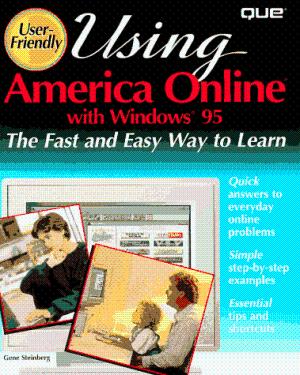 QUE
User-
Friendly
Using
America Online
with Windows 95
The Fast and Easy Way to Learn
Quick
answers to
everyday
online
problems
Simple
step-by-step
examples
Essential
tips and
shortcuts
Gene Steinberg